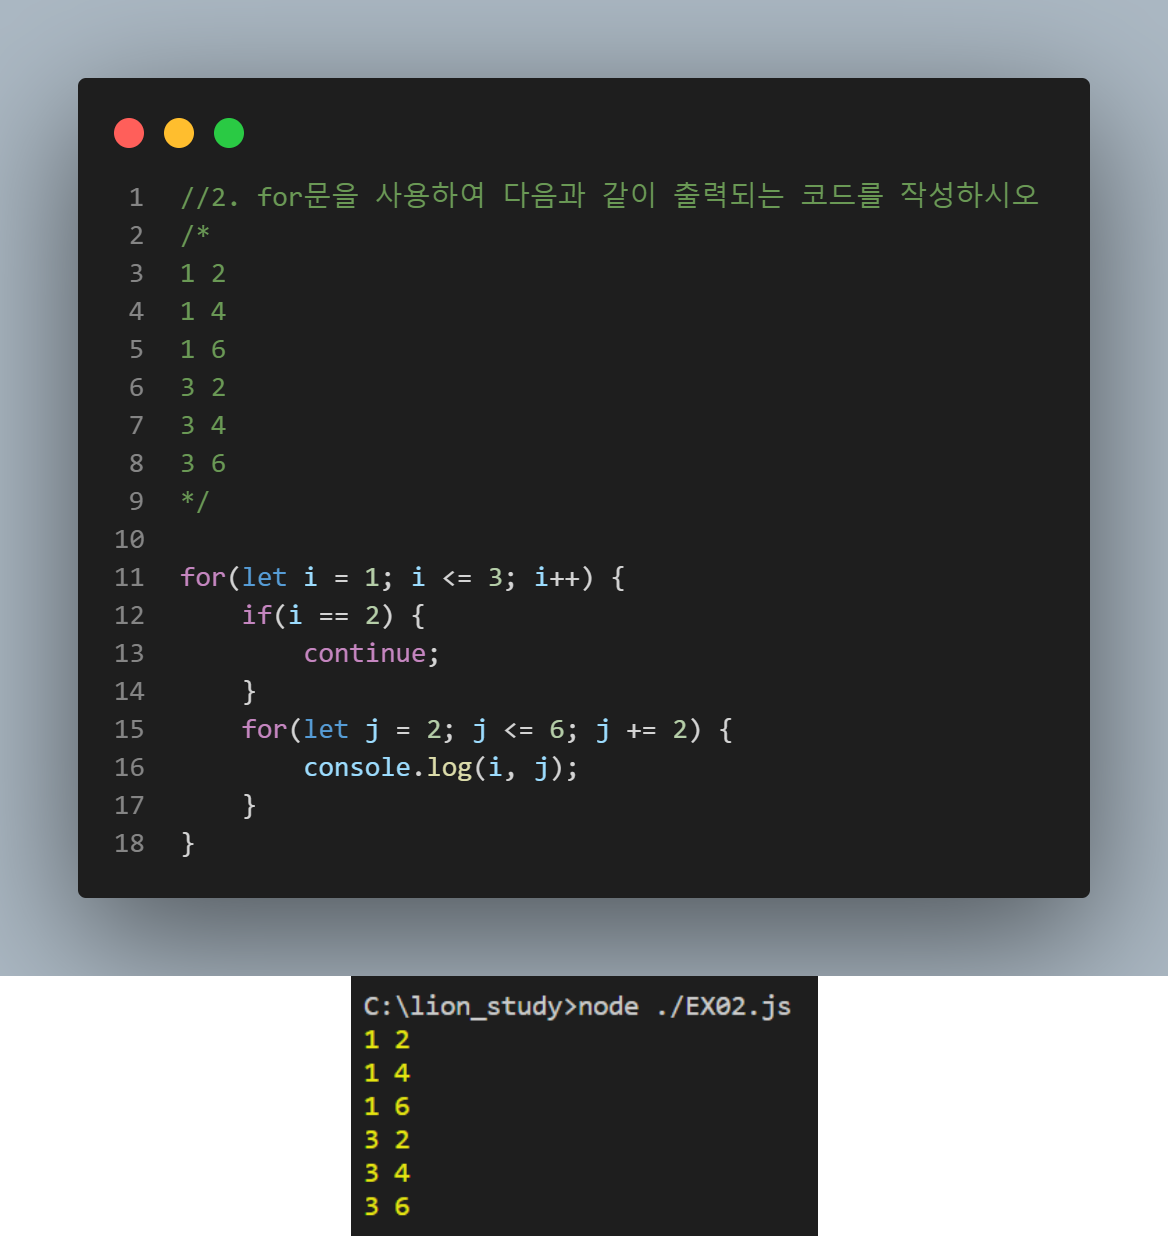 1 //2. for문을 사용하여 다음과 같이 출력되는 코드를 작성하시오
2 /*
3 1 2
4 1 4
5 1 6
6 3 2
7 3 4
8 3 6
9 */
10
11 for(let i = 1; i <= 3; i++) {
12     if(i == 2) {
13         continue;
14     }
15     for(let j = 2; j <= 6; j += 2) {
16         console.log(i, j);
17     }
18 }
C:\lion_study>node ./EX02.js
1 2
1 4
1 6
3 2
3 4
3 6